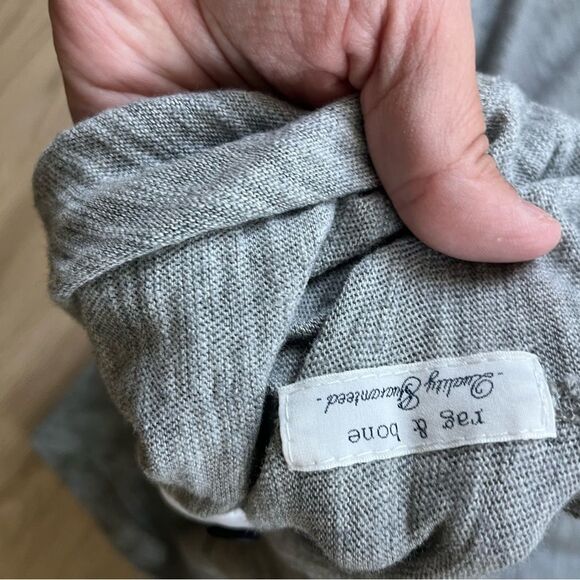 rag & bone
- Quality Guaranteed. -